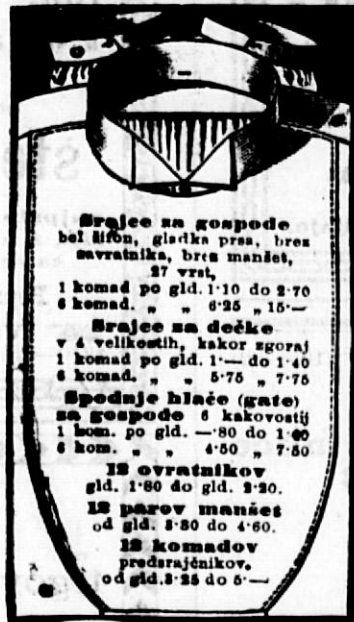 Srajce za gospode
bel šifon, gladka prsa, brez
zavratnika, brez manšet,
27 vrst,
1 komad po gld. 1·10 do 2·70
6 komad. „ „ 6·25 „ 15·—
Srajce za dečke
v 4 velikostih, kakor zgoraj
1 komad po gld. 1·— do 1·40
6 komad. „ „ 5·75 „ 7·75
Spodnje hlače (gate)
za gospode 6 kakovostij
1 kom. po gld. —·80 do 1·40
6 kom. „ „ 4·50 „ 7·50
12 ovratnikov
gld. 1·80 do gld. 2·20.
12 parov manšet
od gld. 3·30 do 4·60.
12 komadov
predsrajčnikov.
od gld. 3·25 do 5·—